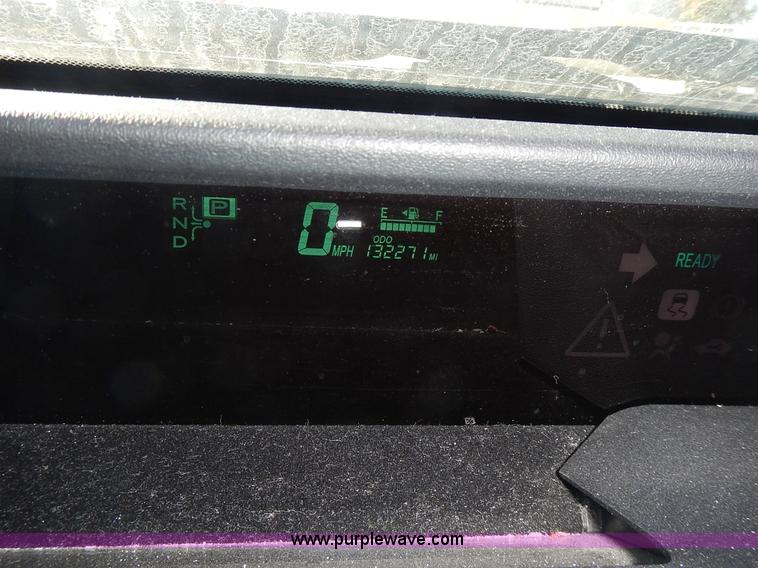 R P
N
D
0 MPH
E F
ODO
132271 MI
READY
www.purplewave.com